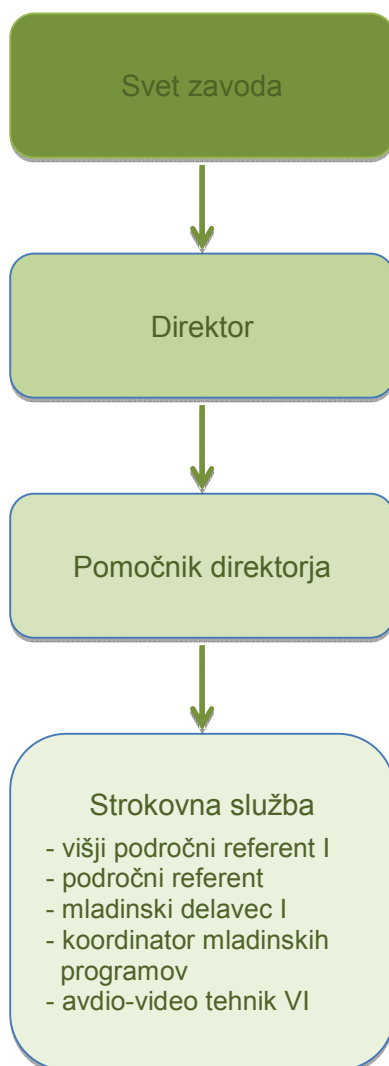 Svet zavoda
Direktor
Pomočnik direktorja
Strokovna služba
- višji področni referent I
- področni referent
- mladinski delavec I
- koordinator mladinskih
programov
- avdio-video tehnik VI